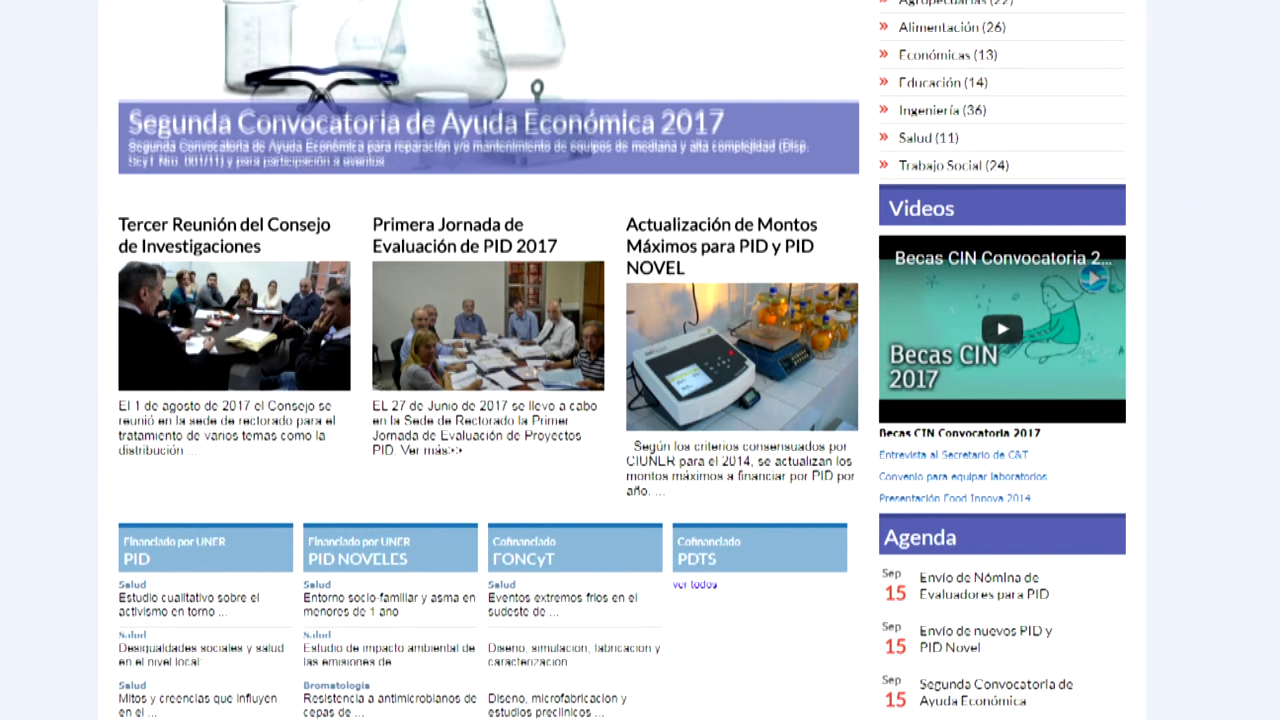 Agropecuarias (22)
Alimentación (26)
Económicas (13)
Educación (14)
Ingeniería (36)
Salud (11)
Trabajo Social (24)
Segunda Convocatoria de Ayuda Económica 2017
Segunda Convocatoria de Ayuda Económica para reparación y/o mantenimiento de equipos de mediana y alta complejidad (Disp.
SCyT Nro. 001/11) y para participación a eventos ...
Tercer Reunión del Consejo
de Investigaciones
El 1 de agosto de 2017 el Consejo se
reunió en la sede de rectorado para el
tratamiento de varios temas como la
distribución ...
Primera Jornada de
Evaluación de PID 2017
EL 27 de Junio de 2017 se llevo a cabo
en la Sede de Rectorado la Primer
Jornada de Evaluación de Proyectos
PID. Ver más>>
Actualización de Montos
Máximos para PID y PID
NOVEL
Según los criterios consensuados por
CIUNER para el 2014, se actualizan los
montos máximos a financiar por PID por
año. ...
Videos
Becas CIN Convocatoria 2...
Becas CIN
2017
Becas CIN Convocatoria 2017
Entrevista al Secretario de C&T
Convenio para equipar laboratorios
Presentación Food Innova 2014
Agenda
Sep
15
Envío de Nómina de
Evaluadores para PID
Sep
15
Envío de nuevos PID y
PID Novel
Sep
15
Segunda Convocatoria de
Ayuda Económica
Financiado por UNER
PID
Salud
Estudio cualitativo sobre el
activismo en torno ...
Salud
Desigualdades sociales y salud
en el nivel local:
Salud
Mitos y creencias que influyen
en el ...
Financiado por UNER
PID NOVELES
Salud
Entorno socio-familiar y asma en
menores de 1 año
Salud
Estudio de impacto ambiental de
las emisiones de
Bromatología
Resistencia a antimicrobianos de
cepas de ...
Cofinanciado
FONCyT
Salud
Eventos extremos fríos en el
sudeste de ...
Diseno, simulacion, fabricacion y
caracterizacion
Diseno, microfabricacion y
estudios preclinicos ...
Cofinanciado
PDTS
ver todos